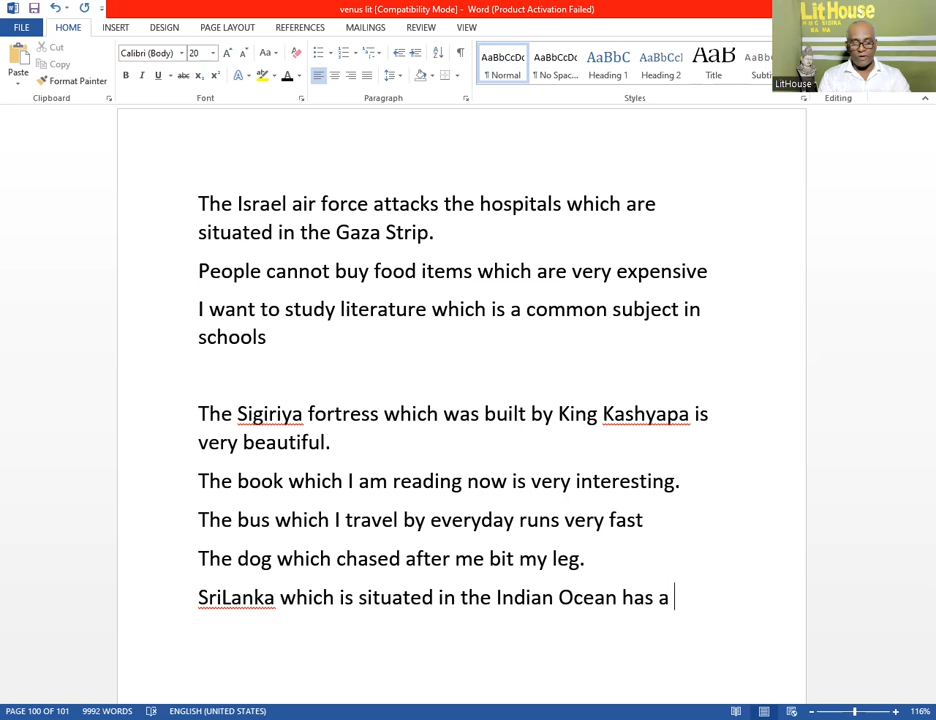 venus lit [Compatibility Mode] - Word (Product Activation Failed)
FILE HOME INSERT DESIGN PAGE LAYOUT REFERENCES MAILINGS REVIEW VIEW
Paste
Cut
Copy
Format Painter
Calibri (Body) 20
AaBbCcDc AaBbCcDc AaBbC AaBbCcI AaB AaBb
¶ Normal ¶ No Spac... Heading 1 Heading 2 Title
Clipboard Font Paragraph Styles Editing
LitHouse
LitHouse
The Israel air force attacks the hospitals which are
situated in the Gaza Strip.
People cannot buy food items which are very expensive
I want to study literature which is a common subject in
schools
The Sigiriya fortress which was built by King Kashyapa is
very beautiful.
The book which I am reading now is very interesting.
The bus which I travel by everyday runs very fast
The dog which chased after me bit my leg.
SriLanka which is situated in the Indian Ocean has a
PAGE 100 OF 101 9992 WORDS ENGLISH (UNITED STATES) 116%